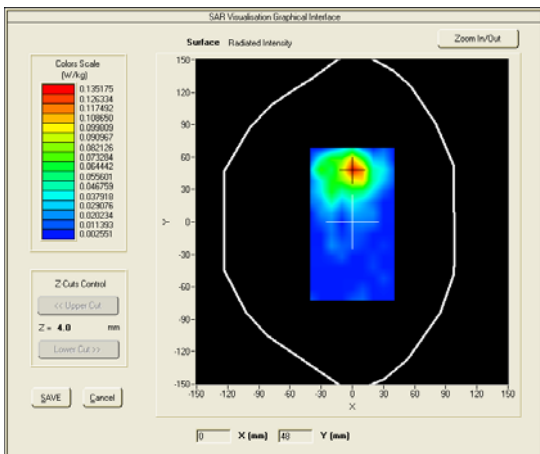 SAR Visualisation Graphical Interface
Surface Radiated Intensity
Zoom In/Out
Colors Scale
(W/kg)
0.135175
0.126334
0.117492
0.108650
0.099809
0.090967
0.082126
0.073284
0.064442
0.055601
0.046759
0.037918
0.029076
0.020234
0.011393
0.002551
Z Cuts Control
<< Upper Cut
Z = 4.0 mm
Lower Cut >>
SAVE Cancel
150
120
90
60
30
0
-30
-60
-90
-120
-150
Y
-150 -120 -90 -60 -30 0 30 60 90 120 150
X
0 X (mm) 48 Y (mm)